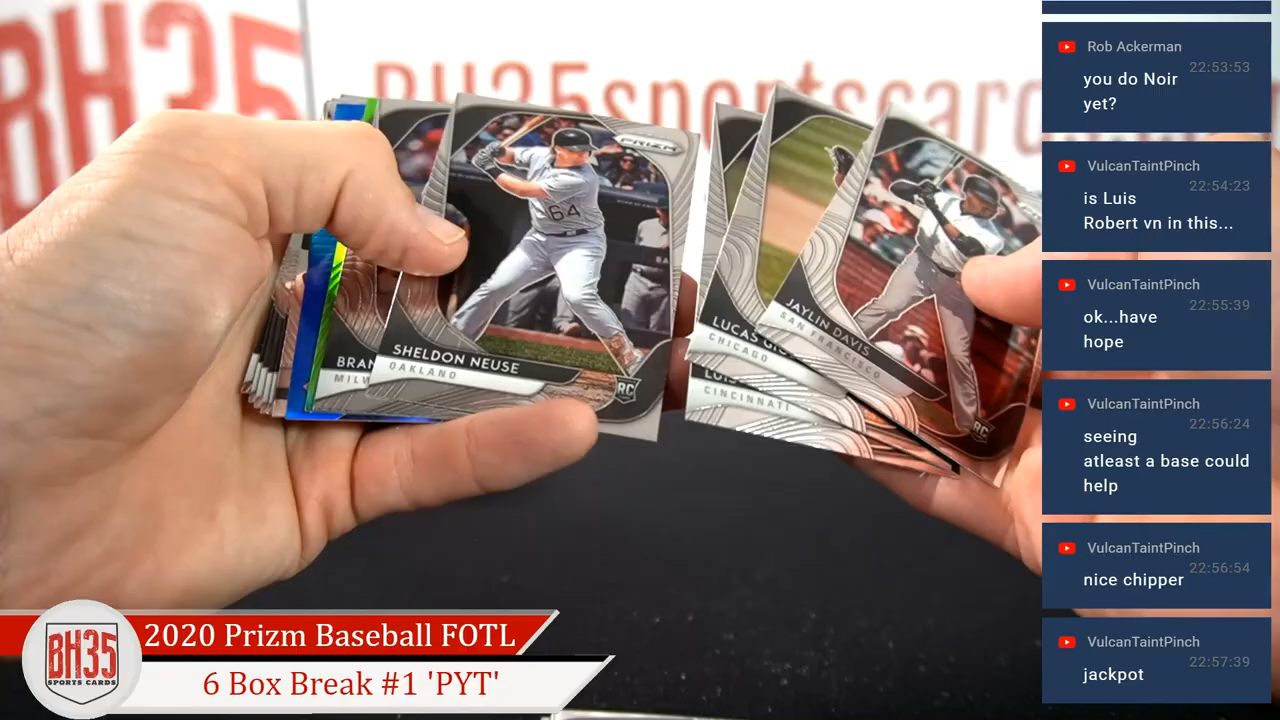 BH35
BH35sportscard
Rob Ackerman
22:53:53
you do Noir
yet?
VulcanTaintPinch
22:54:23
is Luis
Robert vn in this...
VulcanTaintPinch
22:55:39
ok...have
hope
VulcanTaintPinch
22:56:24
seeing
atleast a base could
help
VulcanTaintPinch
22:56:54
nice chipper
VulcanTaintPinch
22:57:39
jackpot
PRIZM
64
SHELDON NEUSE
OAKLAND
RC
BRAN
MILW
JAYLIN DAVIS
SAN FRANCISCO
RC
LUCAS
CHICAGO
LUIS
CINCINNATI
BH35
SPORTS CARDS
2020 Prizm Baseball FOTL
6 Box Break #1 'PYT'